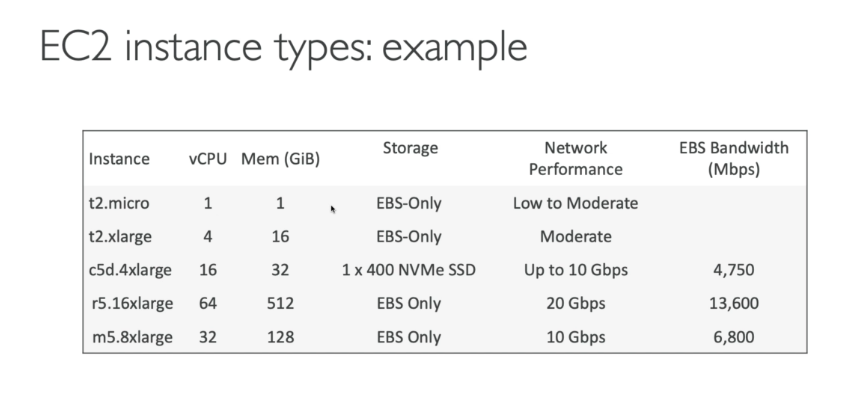 EC2 instance types: example
Instance vCPU Mem (GiB) Storage Network Performance EBS Bandwidth (Mbps)
t2.micro 1 1 EBS-Only Low to Moderate
t2.xlarge 4 16 EBS-Only Moderate
c5d.4xlarge 16 32 1 x 400 NVMe SSD Up to 10 Gbps 4,750
r5.16xlarge 64 512 EBS Only 20 Gbps 13,600
m5.8xlarge 32 128 EBS Only 10 Gbps 6,800